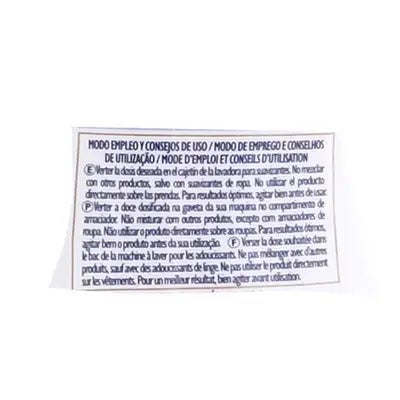 MODO EMPLEO Y CONSEJOS DE USO / MODO DE EMPREGO E CONSELHOS
DE UTILIZAÇÃO / MODE D'EMPLOI ET CONSEILS D'UTILISATION
E Verter la dosis deseada en el cajetín de la lavadora para suavizantes. No mezclar
con otros productos, salvo con suavizantes de ropa. No utilizar el producto
directamente sobre las prendas. Para resultados óptimos, agitar bien antes de usar.
P Verter a doce dosificada na gaveta da sua maquina no compartimento de
amaciador. Não misturar com outros produtos, excepto com amaciadores de
roupa. Não utilizar o produto directamente sobre as roupas. Para resultados ótimos,
agitar bem o produto antes da sua utilização. F Verser la dose souhaitée dans
le bac de la machine à laver pour les adoucissants. Ne pas mélanger avec d'autres
produits, sauf avec des adoucissants de linge. Ne pas utiliser le produit directement
sur les vêtements. Pour un meilleur résultat, bien agiter avant utilisation.